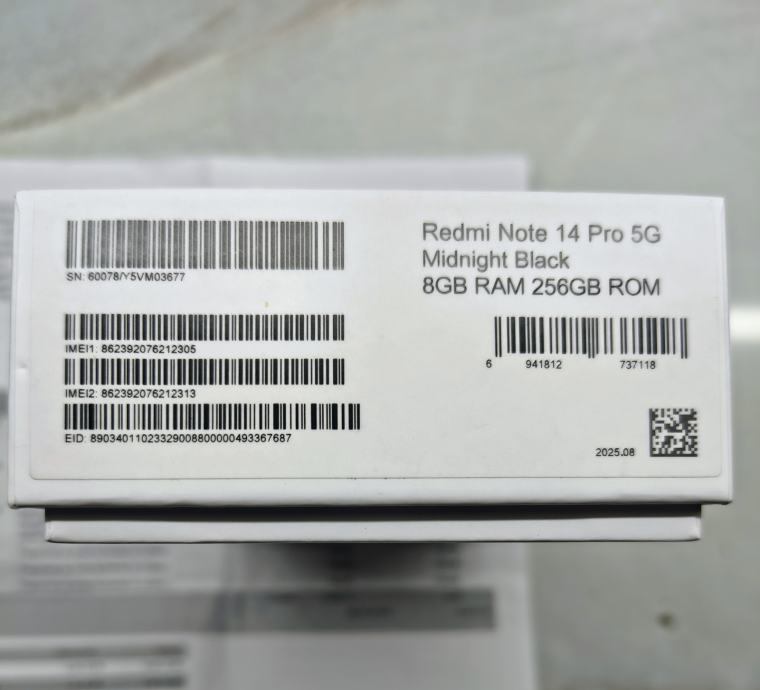 SN: 60078/Y5VM03677
IMEI1: 862392076212305
IMEI2: 862392076212313
EID: 89034011023329008800000493367687
Redmi Note 14 Pro 5G
Midnight Black
8GB RAM 256GB ROM
6 941812 737118
2025.08